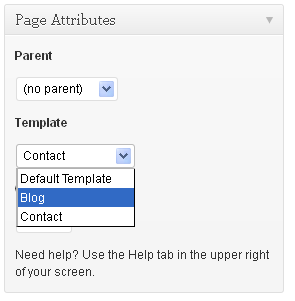 Page Attributes
Parent
(no parent)
Template
Contact
Default Template
Blog
Contact
Need help? Use the Help tab in the upper right
of your screen.